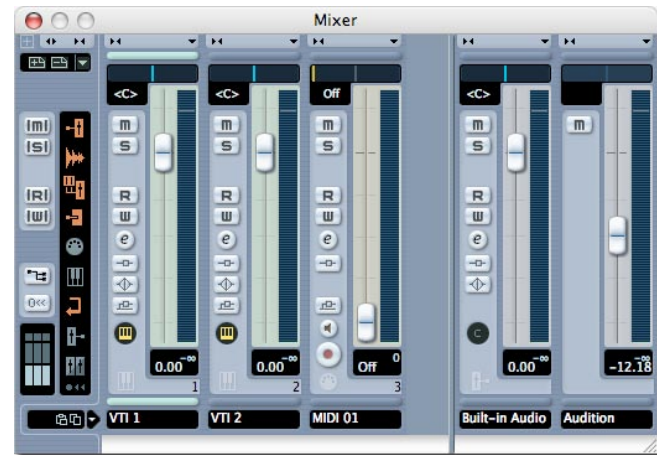 Mixer
<C> <C> Off <C>
m m m m m
S S S S
R R R R
W W W W
e e e e
[m]
[S]
[R]
[W]
0<<
C
0.00 -∞ 0.00 -∞ Off 0 0.00 -∞ -12.18 -∞
1 2 3
VTI 1 VTI 2 MIDI 01 Built-in Audio Audition